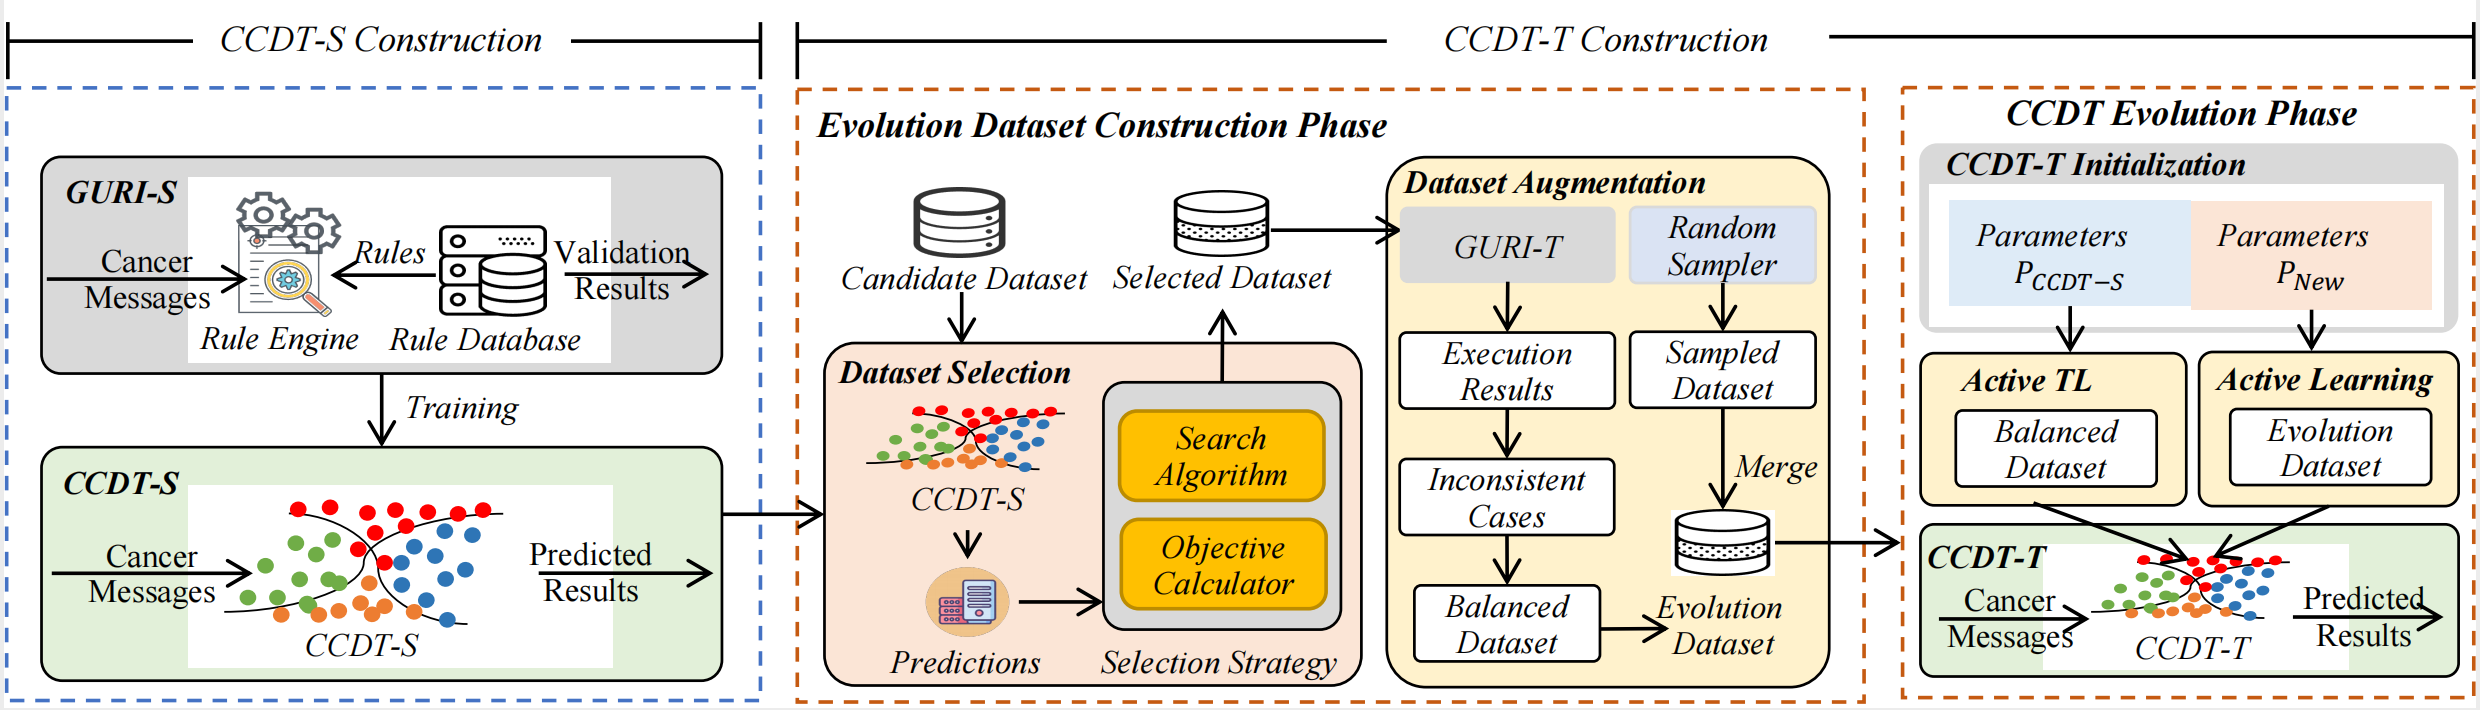 CCDT-S Construction
CCDT-T Construction
GURI-S
Cancer
Messages
Rules
Validation
Results
Rule Engine
Rule Database
Training
CCDT-S
Cancer
Messages
Predicted
Results
CCDT-S
Evolution Dataset Construction Phase
Candidate Dataset
Selected Dataset
Dataset Selection
CCDT-S
Predictions
Search
Algorithm
Objective
Calculator
Selection Strategy
Dataset Augmentation
GURI-T
Random
Sampler
Execution
Results
Sampled
Dataset
Inconsistent
Cases
Merge
Balanced
Dataset
Evolution
Dataset
CCDT Evolution Phase
CCDT-T Initialization
Parameters
P_{CCDT-S}
Parameters
P_{New}
Active TL
Balanced
Dataset
Active Learning
Evolution
Dataset
CCDT-T
Cancer
Messages
Predicted
Results
CCDT-T